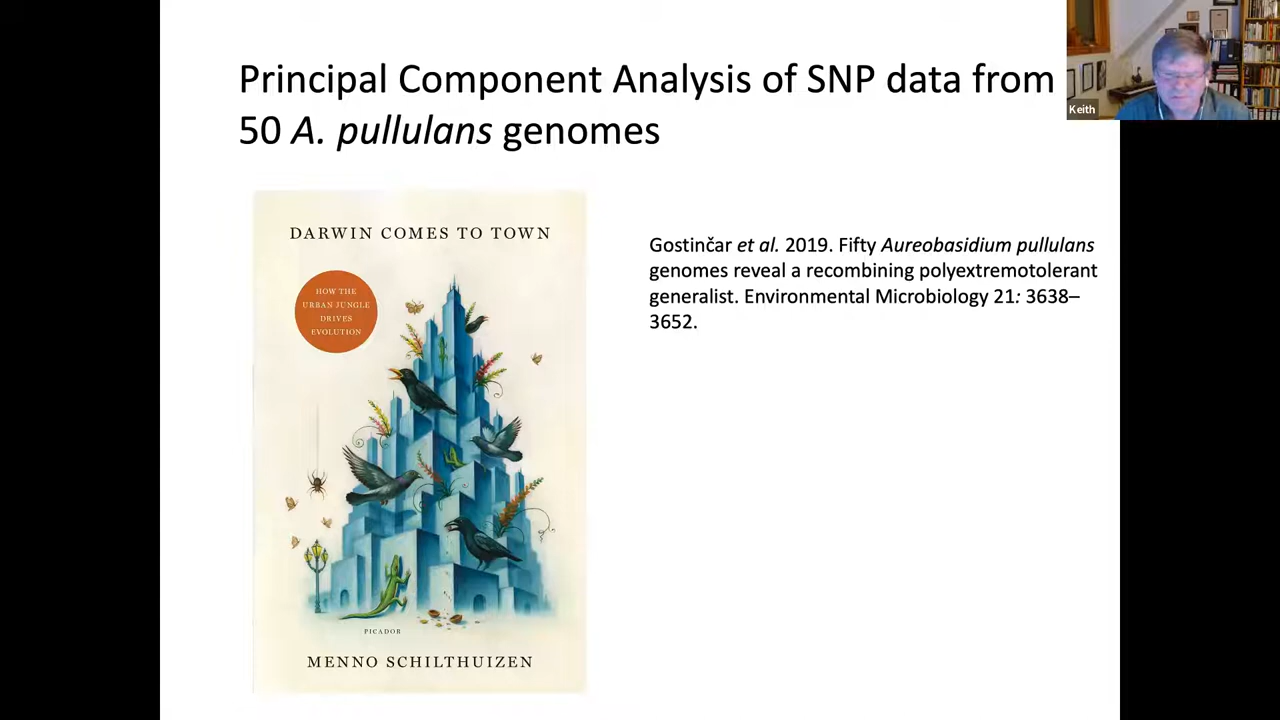 Principal Component Analysis of SNP data from
50 A. pullulans genomes
Keith
DARWIN COMES TO TOWN
HOW THE
URBAN JUNGLE
DRIVES
EVOLUTION
PICADOR
MENNO SCHILTHUIZEN
Gostinčar et al. 2019. Fifty Aureobasidium pullulans
genomes reveal a recombining polyextremotolerant
generalist. Environmental Microbiology 21: 3638–
3652.